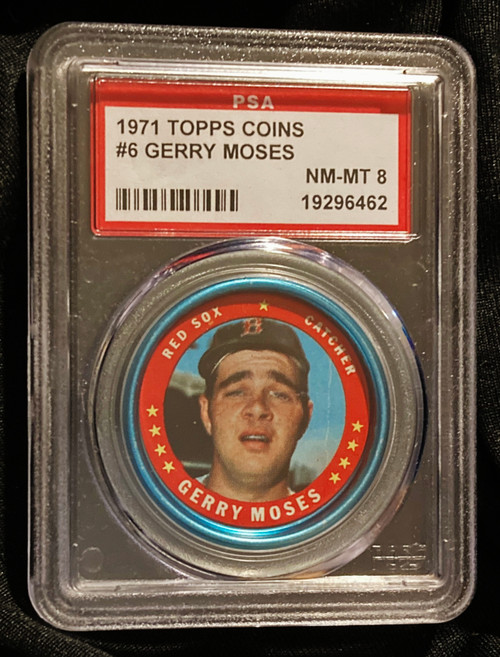 PSA
1971 TOPPS COINS
#6 GERRY MOSES
NM-MT 8
19296462
RED SOX
CATCHER
B
GERRY MOSES